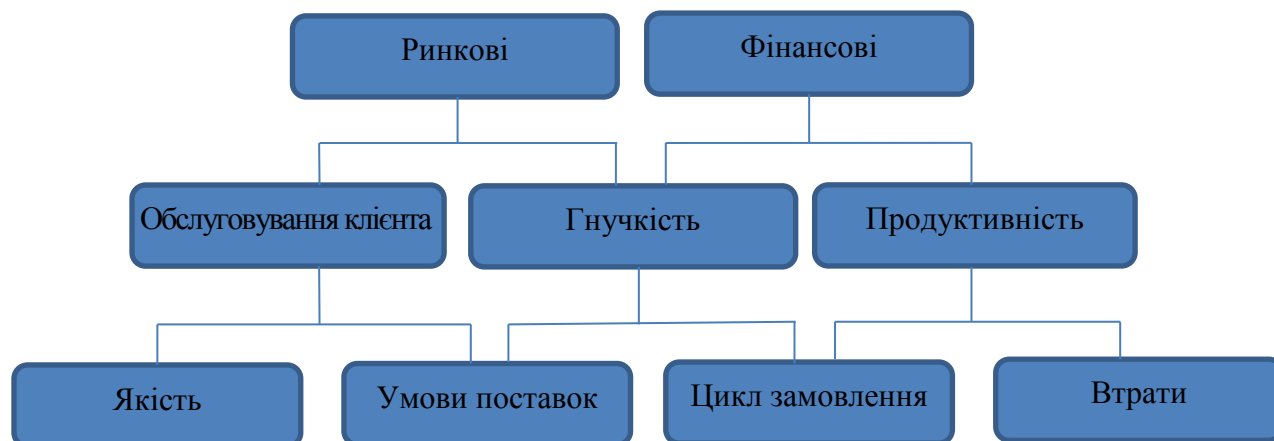 Ринкові
Фінансові
Обслуговування клієнта
Гнучкість
Продуктивність
Якість
Умови поставок
Цикл замовлення
Втрати